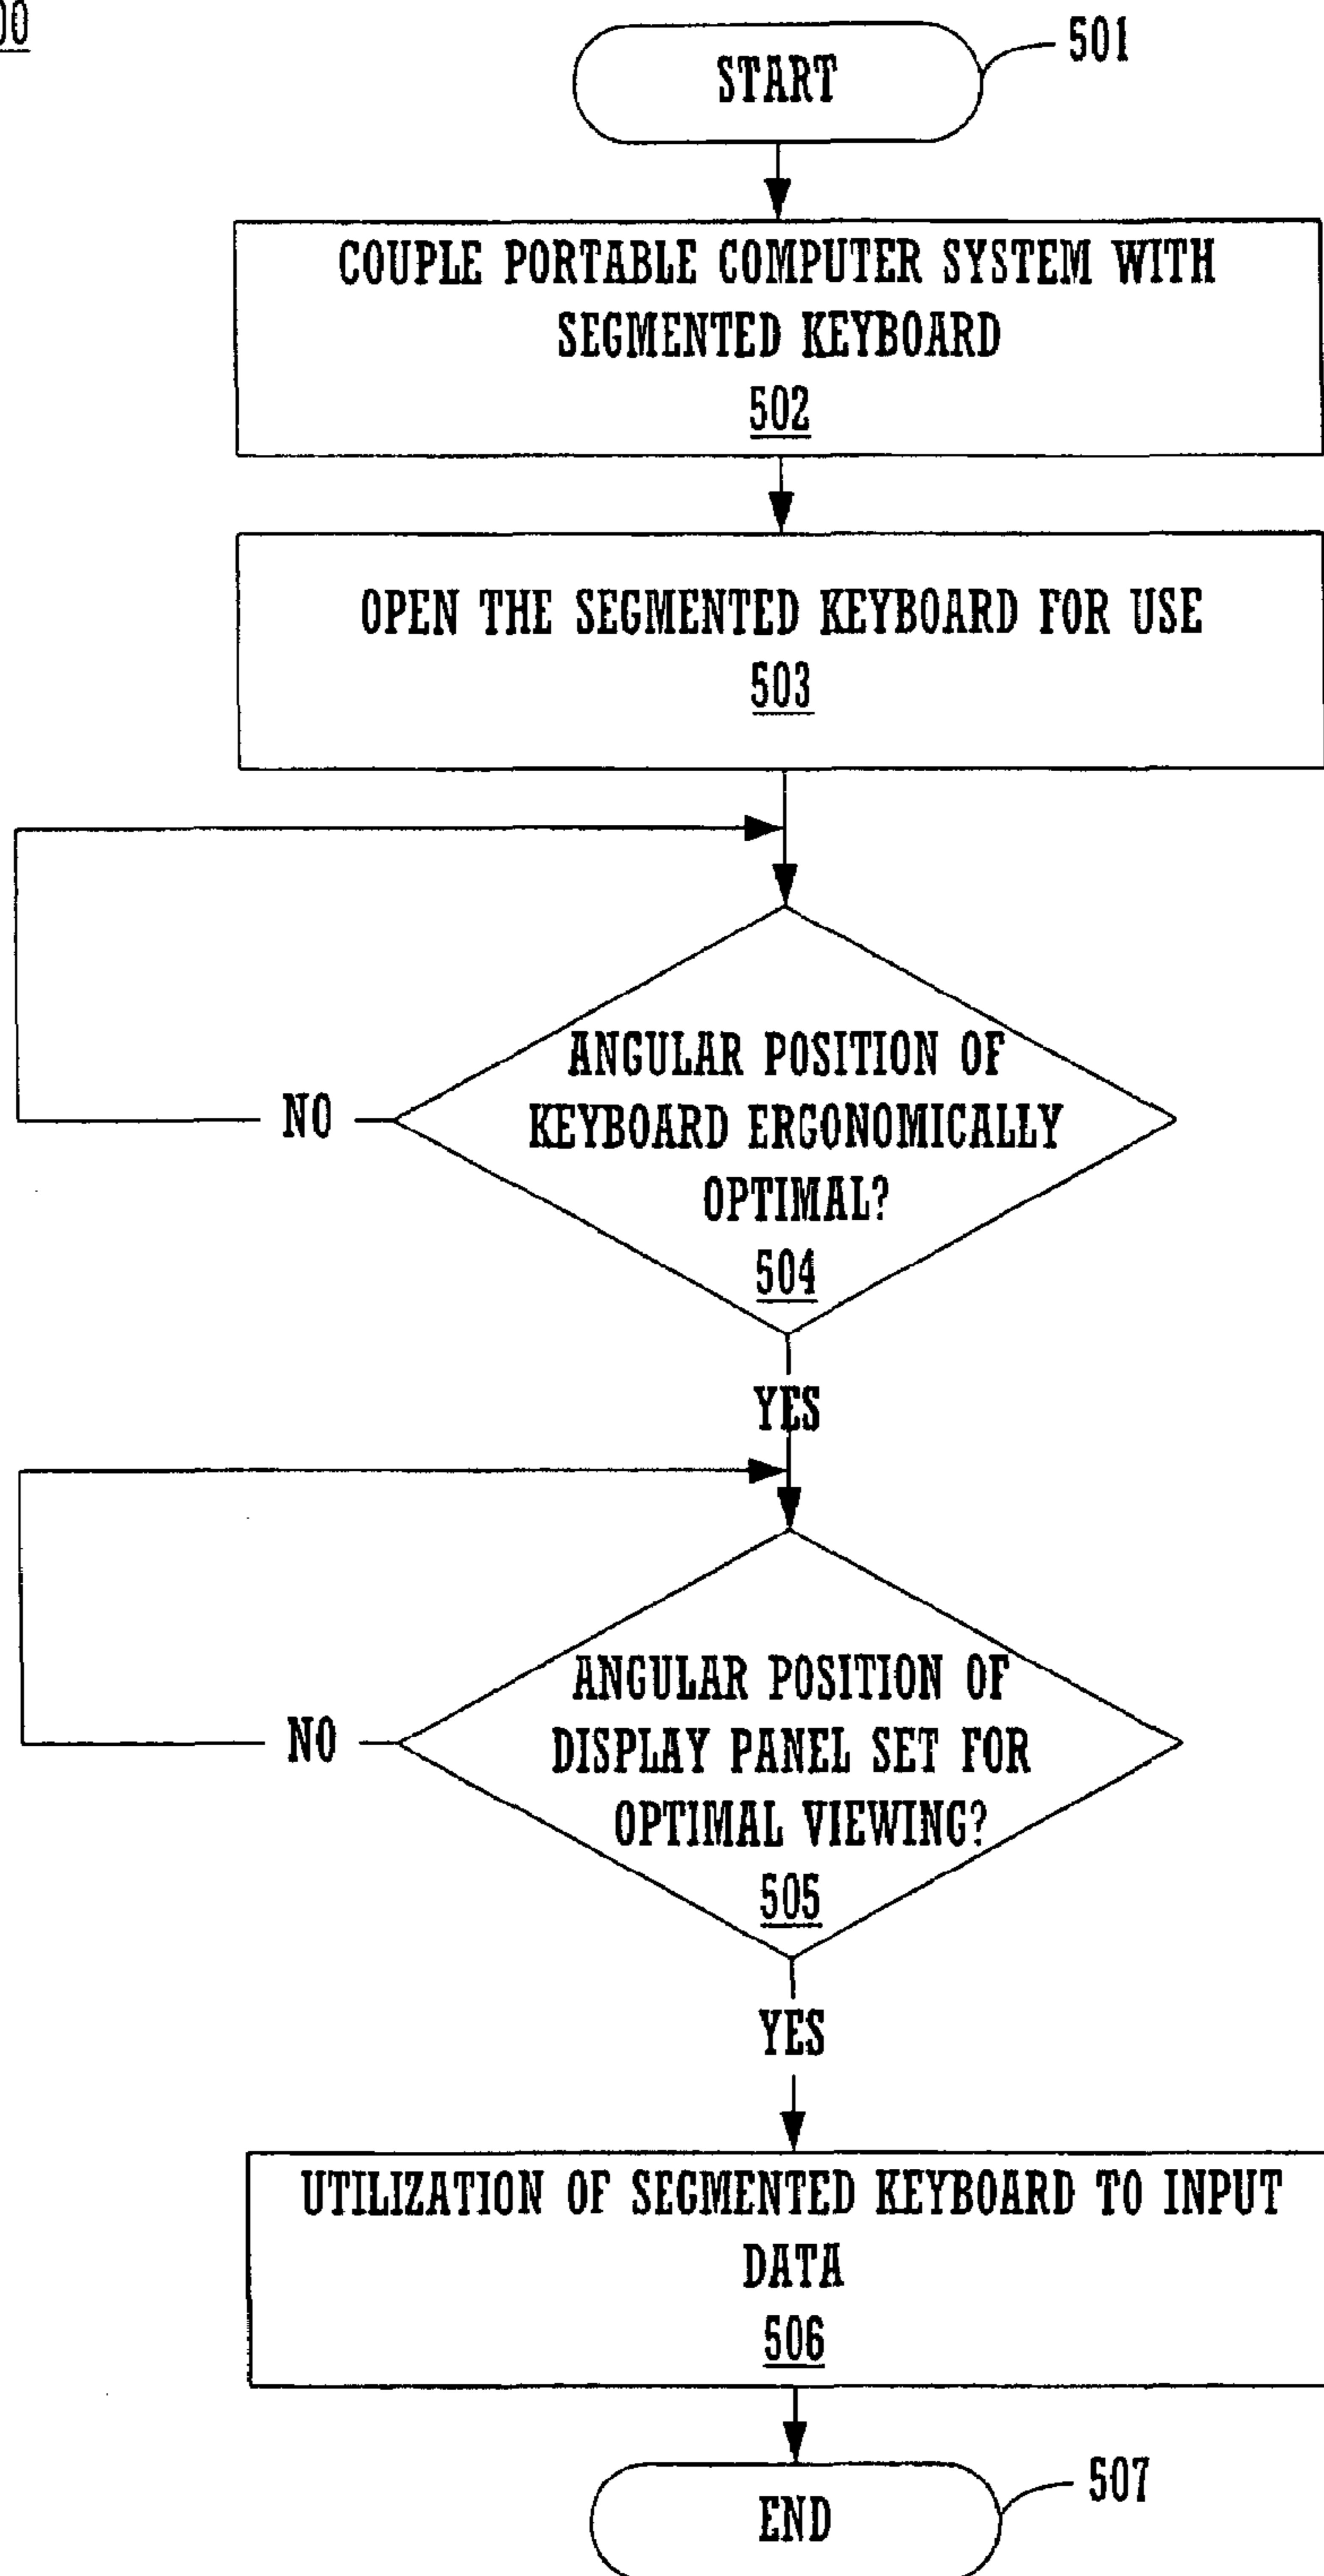 00
START
501
COUPLE PORTABLE COMPUTER SYSTEM WITH
SEGMENTED KEYBOARD
502
OPEN THE SEGMENTED KEYBOARD FOR USE
503
ANGULAR POSITION OF
KEYBOARD ERGONOMICALLY
OPTIMAL?
504
NO
YES
ANGULAR POSITION OF
DISPLAY PANEL SET FOR
OPTIMAL VIEWING?
505
NO
YES
UTILIZATION OF SEGMENTED KEYBOARD TO INPUT
DATA
506
END
507